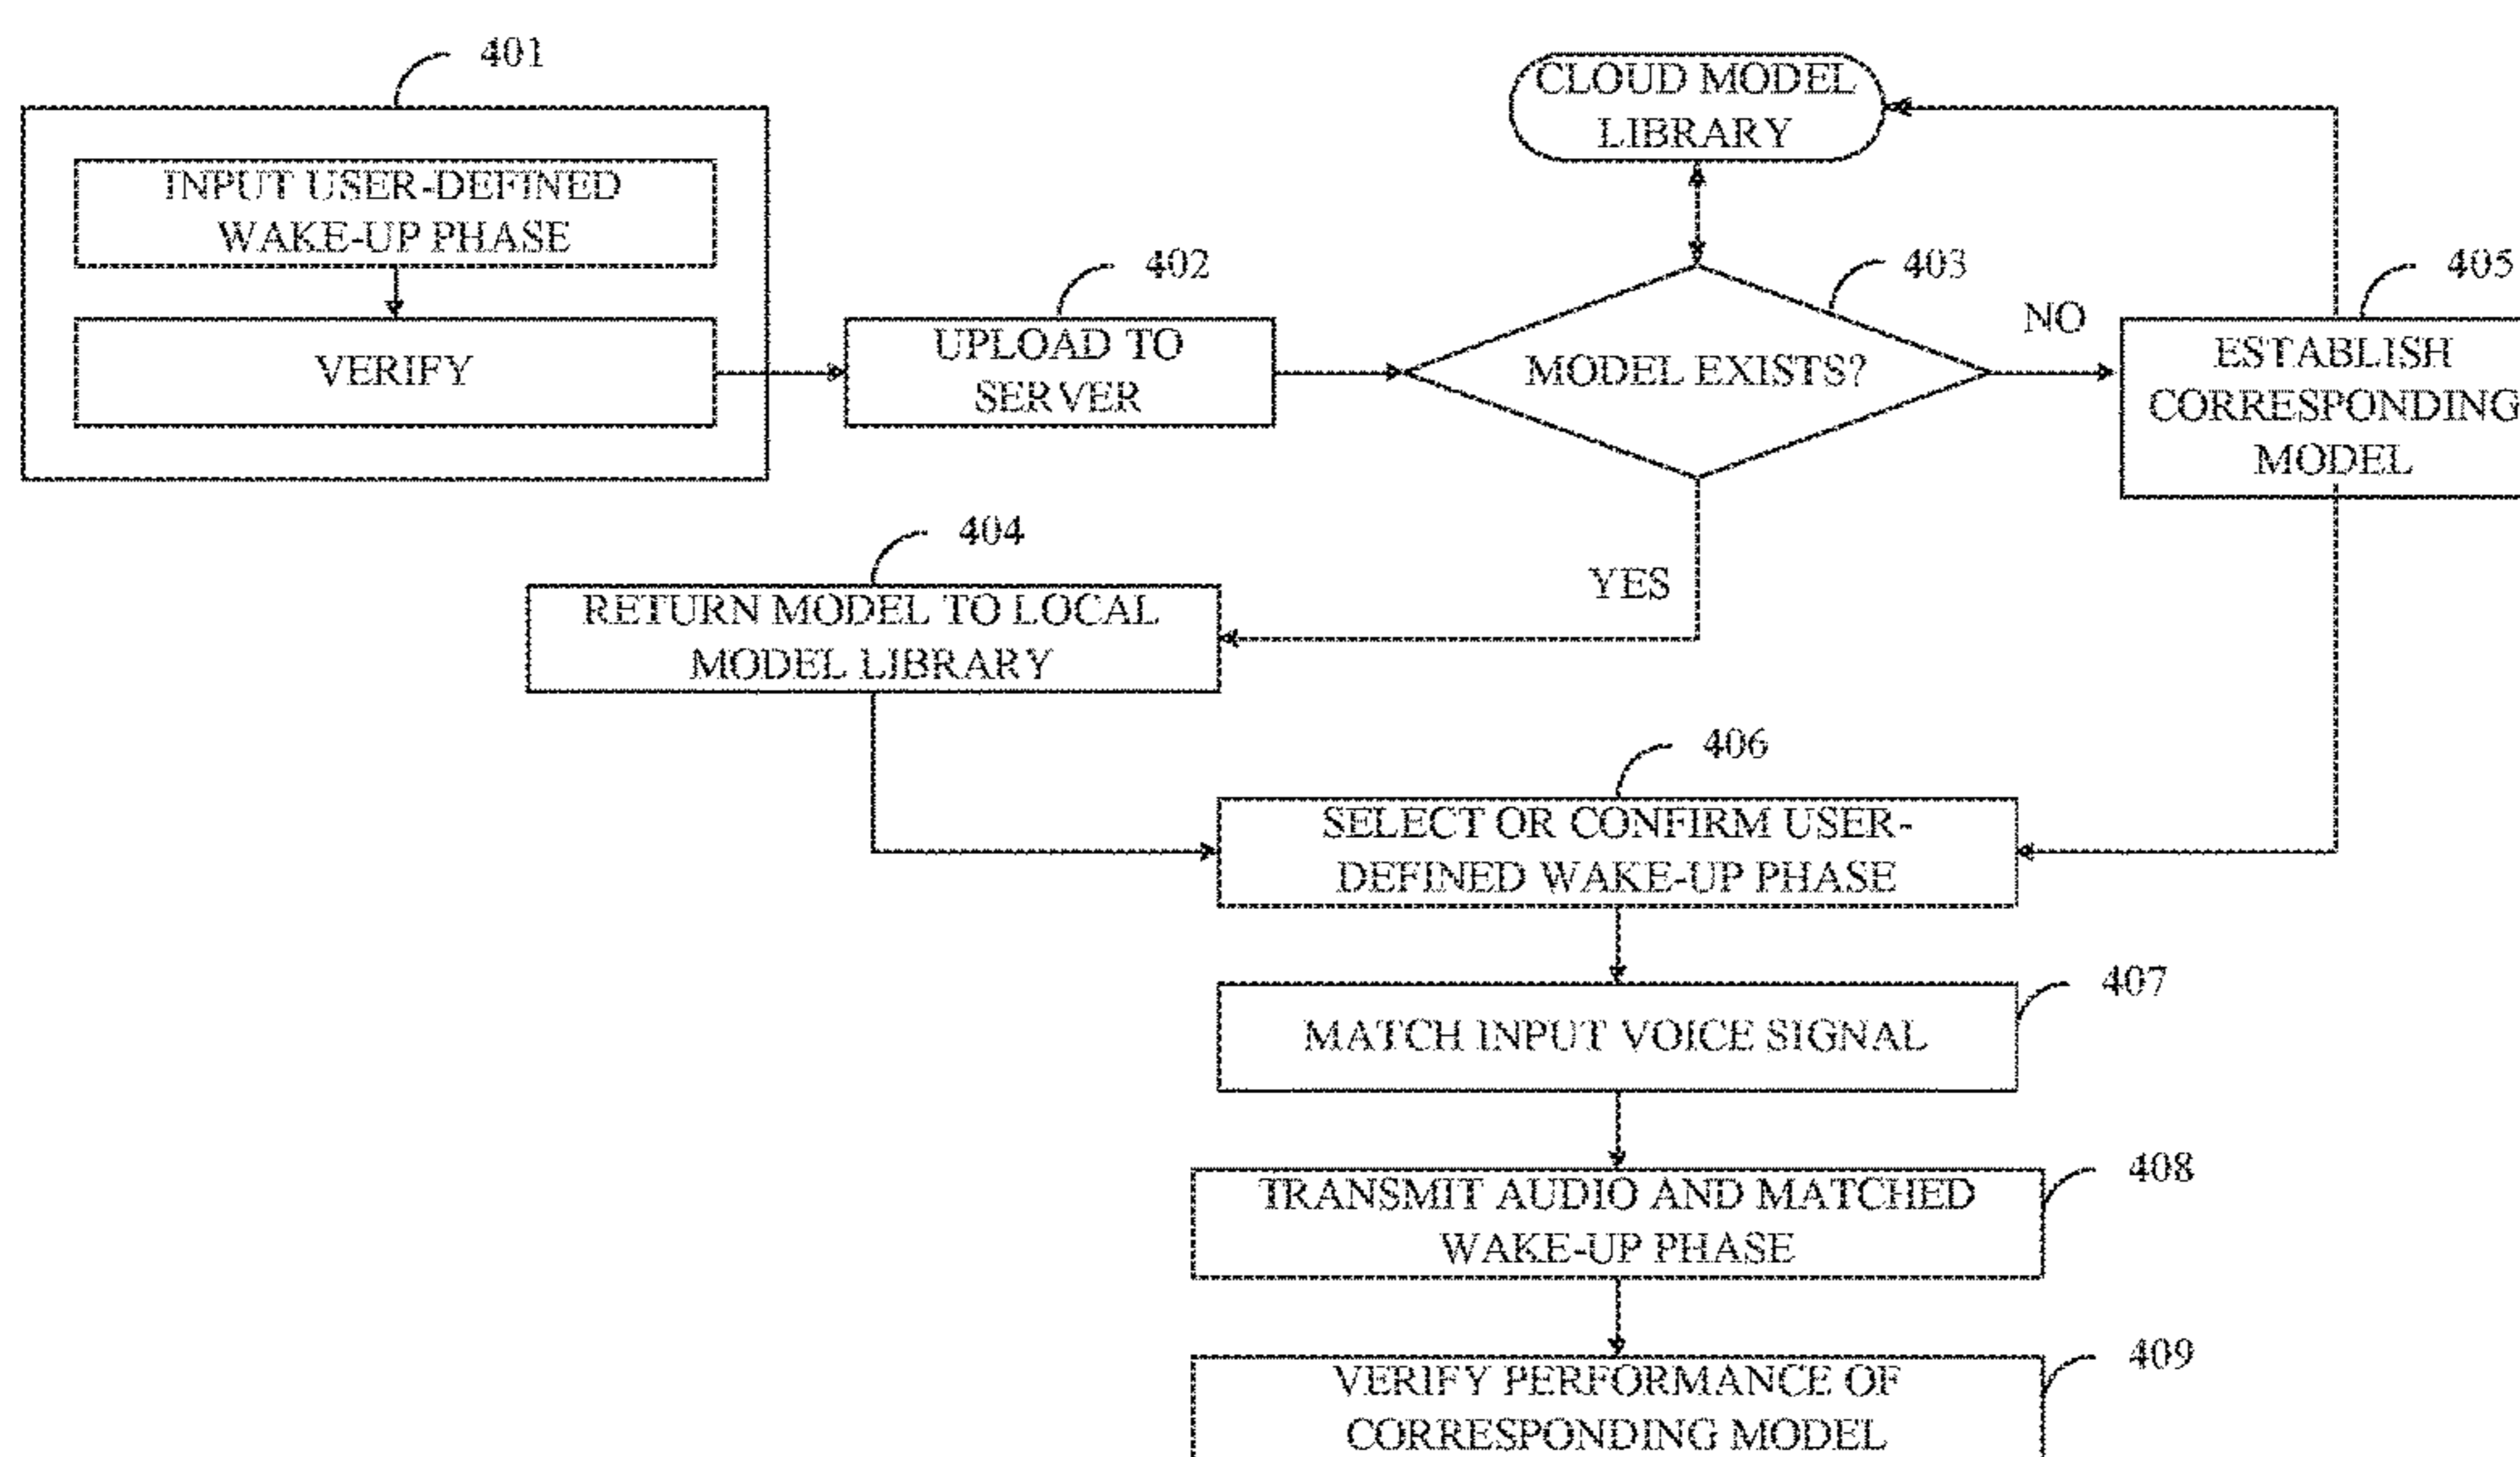 401
INPUT USER-DEFINED
WAKE-UP PHASE
VERIFY
402
UPLOAD TO
SERVER
CLOUD MODEL
LIBRARY
403
MODEL EXISTS?
NO
405
ESTABLISH
CORRESPONDING
MODEL
YES
404
RETURN MODEL TO LOCAL
MODEL LIBRARY
406
SELECT OR CONFIRM USER-
DEFINED WAKE-UP PHASE
407
MATCH INPUT VOICE SIGNAL
408
TRANSMIT AUDIO AND MATCHED
WAKE-UP PHASE
409
VERIFY PERFORMANCE OF
CORRESPONDING MODEL